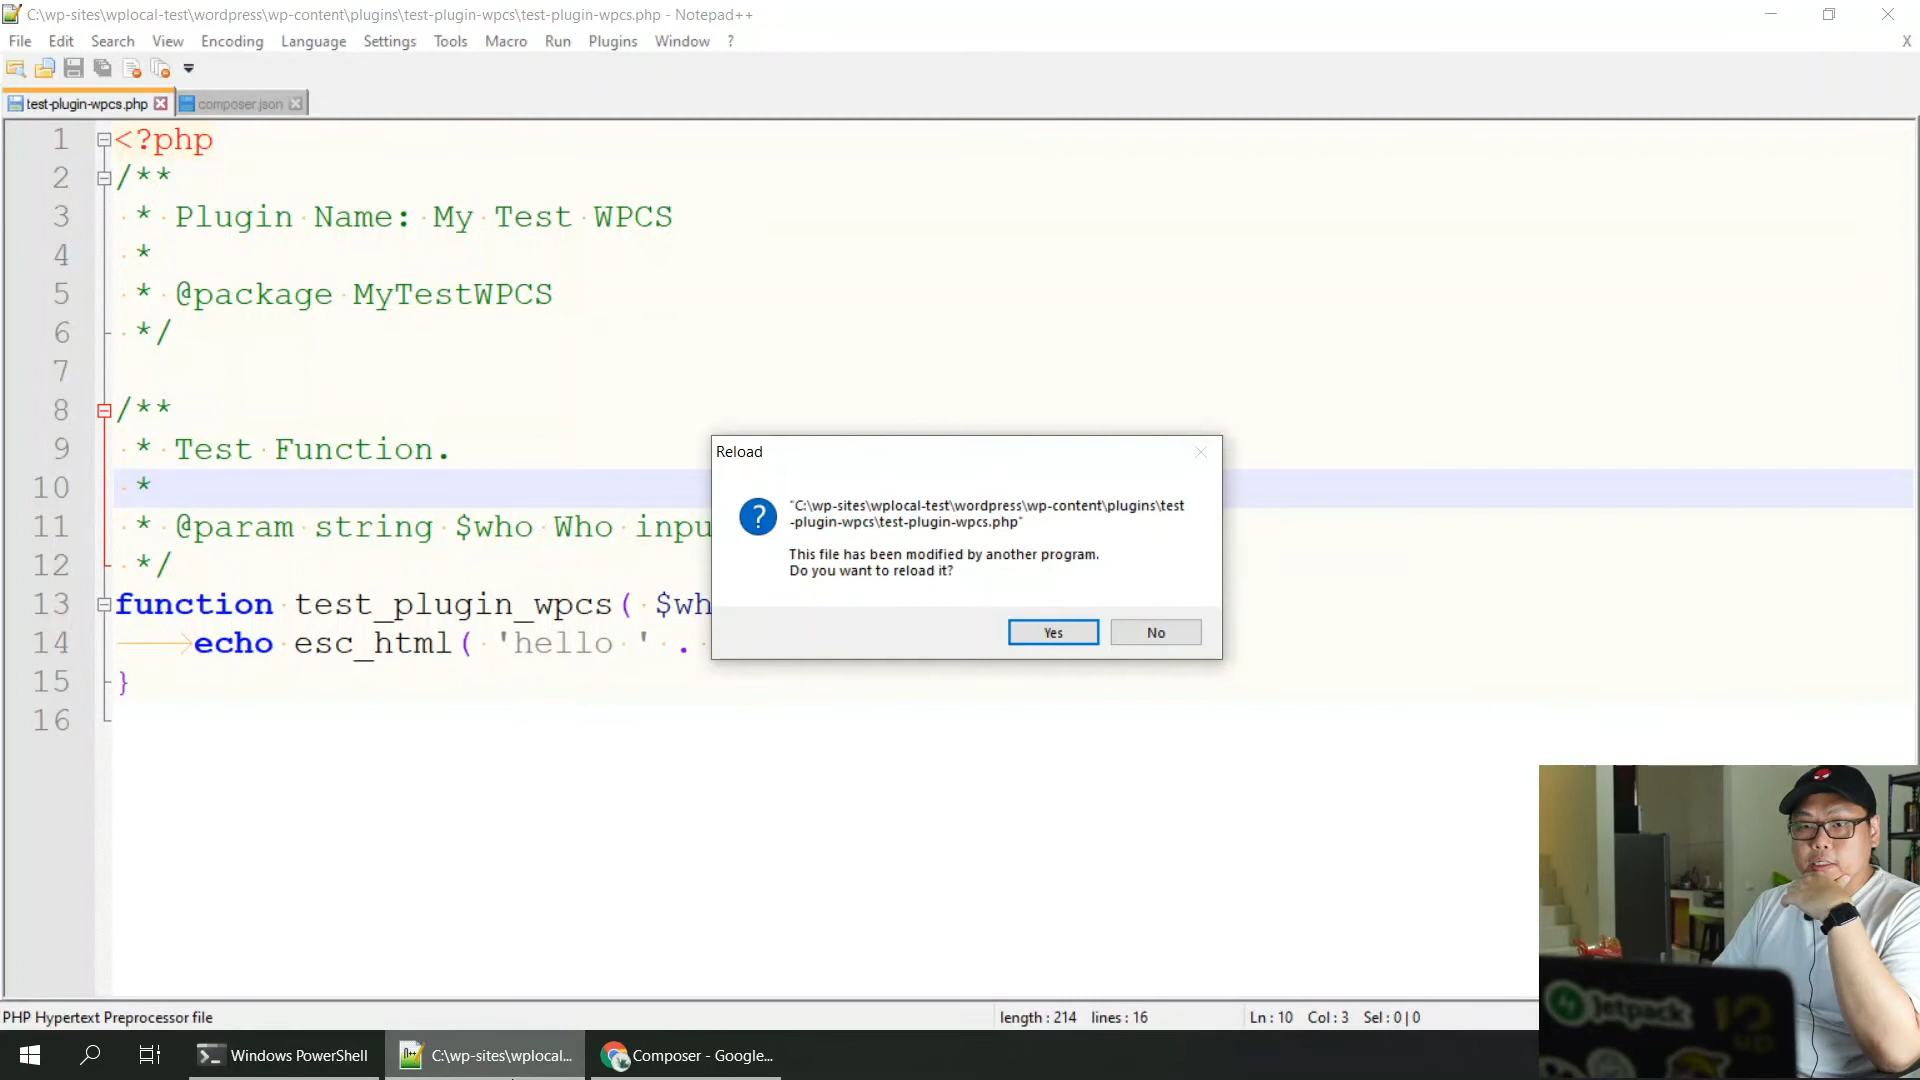 C:\wp-sites\wplocal-test\wordpress\wp-content\plugins\test-plugin-wpcs\test-plugin-wpcs.php - Notepad++
File Edit Search View Encoding Language Settings Tools Macro Run Plugins Window ?
X
test-plugin-wpcs.php composer.json
1 <?php
2 /**
3 * Plugin Name: My Test WPCS
4 *
5 * @package MyTestWPCS
6 */
7
8 /**
9 * Test Function.
10 *
11 * @param string $who Who inpu
12 */
13 function test_plugin_wpcs( $wh
14 echo esc_html( 'hello ' .
15 }
16
Reload
"C:\wp-sites\wplocal-test\wordpress\wp-content\plugins\test
-plugin-wpcs\test-plugin-wpcs.php"
This file has been modified by another program.
Do you want to reload it?
Yes No
Jetpack
10
PHP Hypertext Preprocessor file length : 214 lines : 16 Ln : 10 Col : 3 Sel : 0 | 0
Windows PowerShell C:\wp-sites\wplocal... Composer - Google...